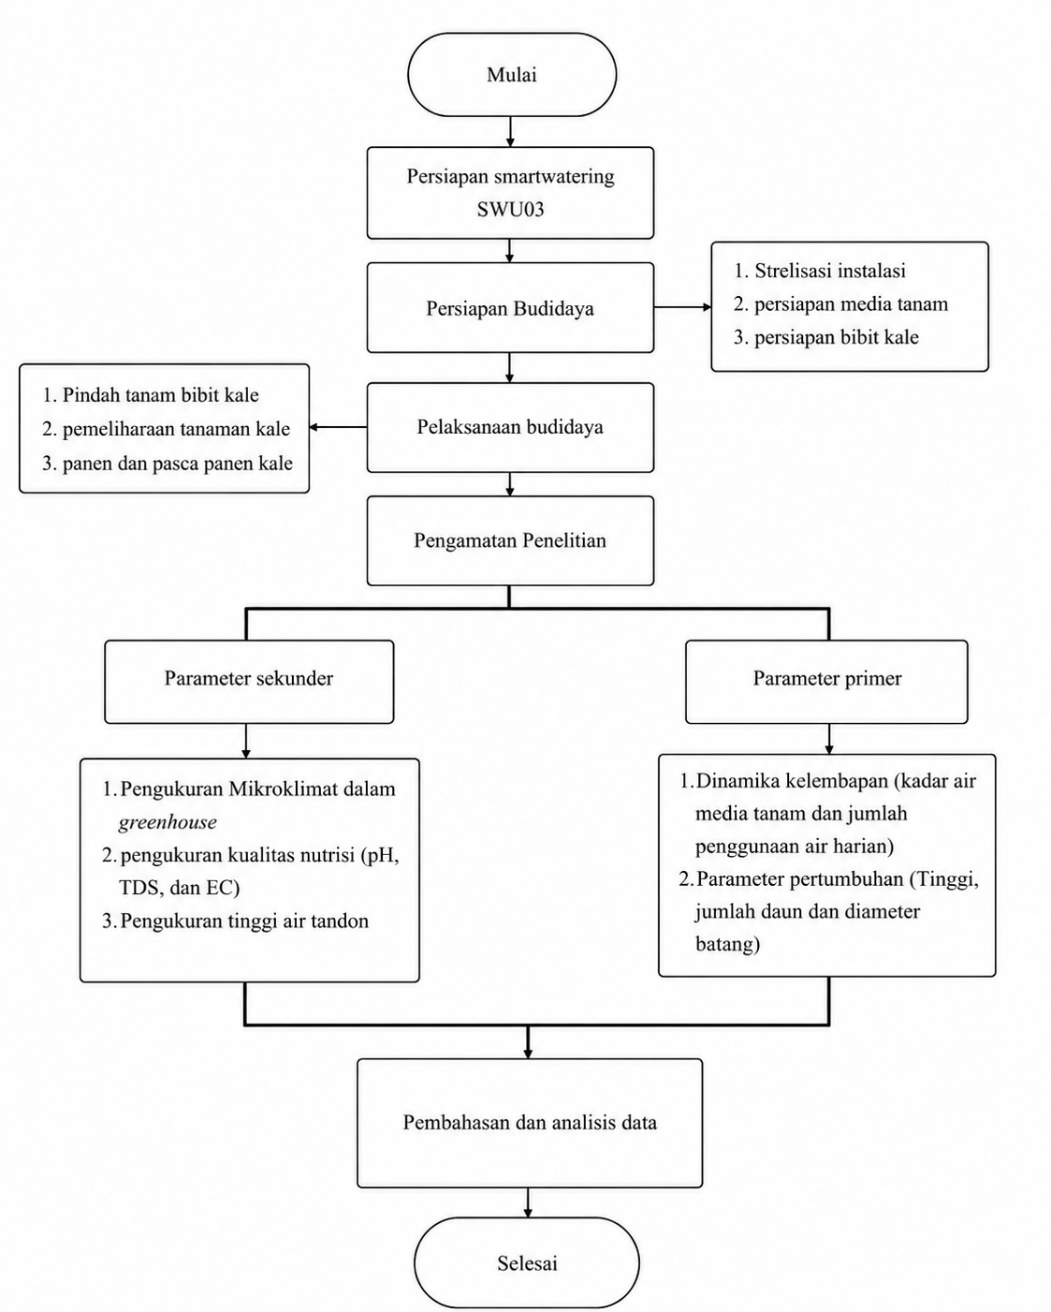 Mulai
Persiapan smartwatering
SWU03
Persiapan Budidaya
1. Strelisasi instalasi
2. persiapan media tanam
3. persiapan bibit kale
Pelaksanaan budidaya
1. Pindah tanam bibit kale
2. pemeliharaan tanaman kale
3. panen dan pasca panen kale
Pengamatan Penelitian
Parameter sekunder
1. Pengukuran Mikroklimat dalam
greenhouse
2. pengukuran kualitas nutrisi (pH,
TDS, dan EC)
3. Pengukuran tinggi air tandon
Parameter primer
1. Dinamika kelembapan (kadar air
media tanam dan jumlah
penggunaan air harian)
2. Parameter pertumbuhan (Tinggi,
jumlah daun dan diameter
batang)
Pembahasan dan analisis data
Selesai